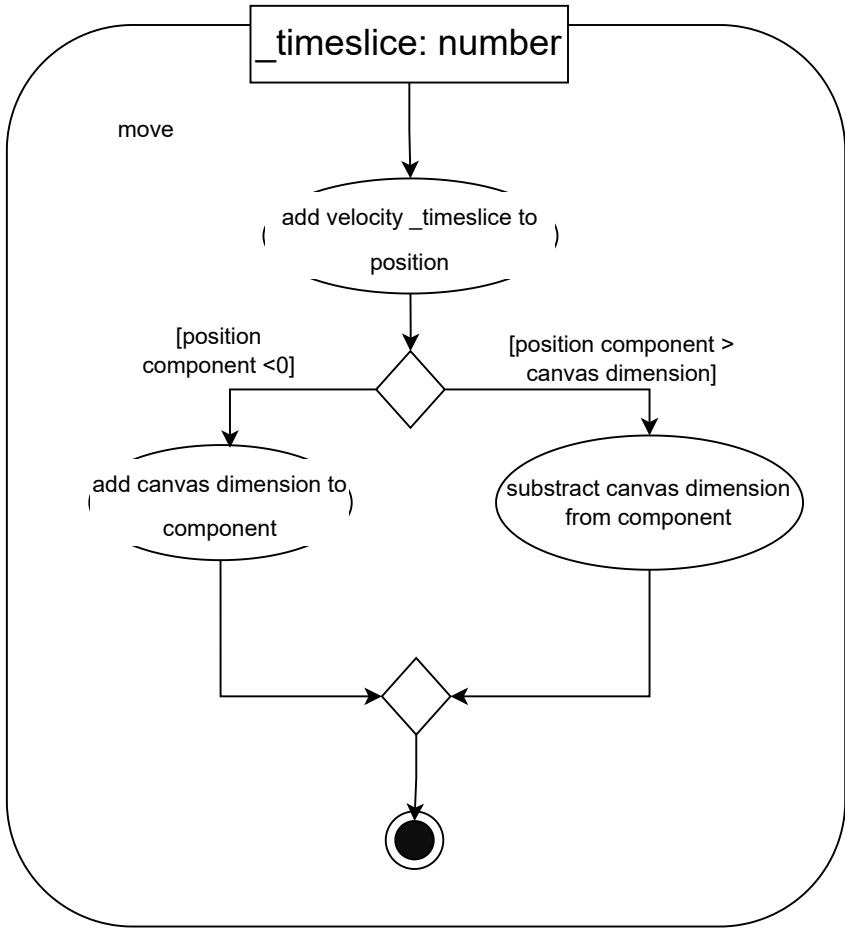 _timeslice: number
move
add velocity _timeslice to
position
[position
component <0]
[position component >
canvas dimension]
add canvas dimension to
component
substract canvas dimension
from component